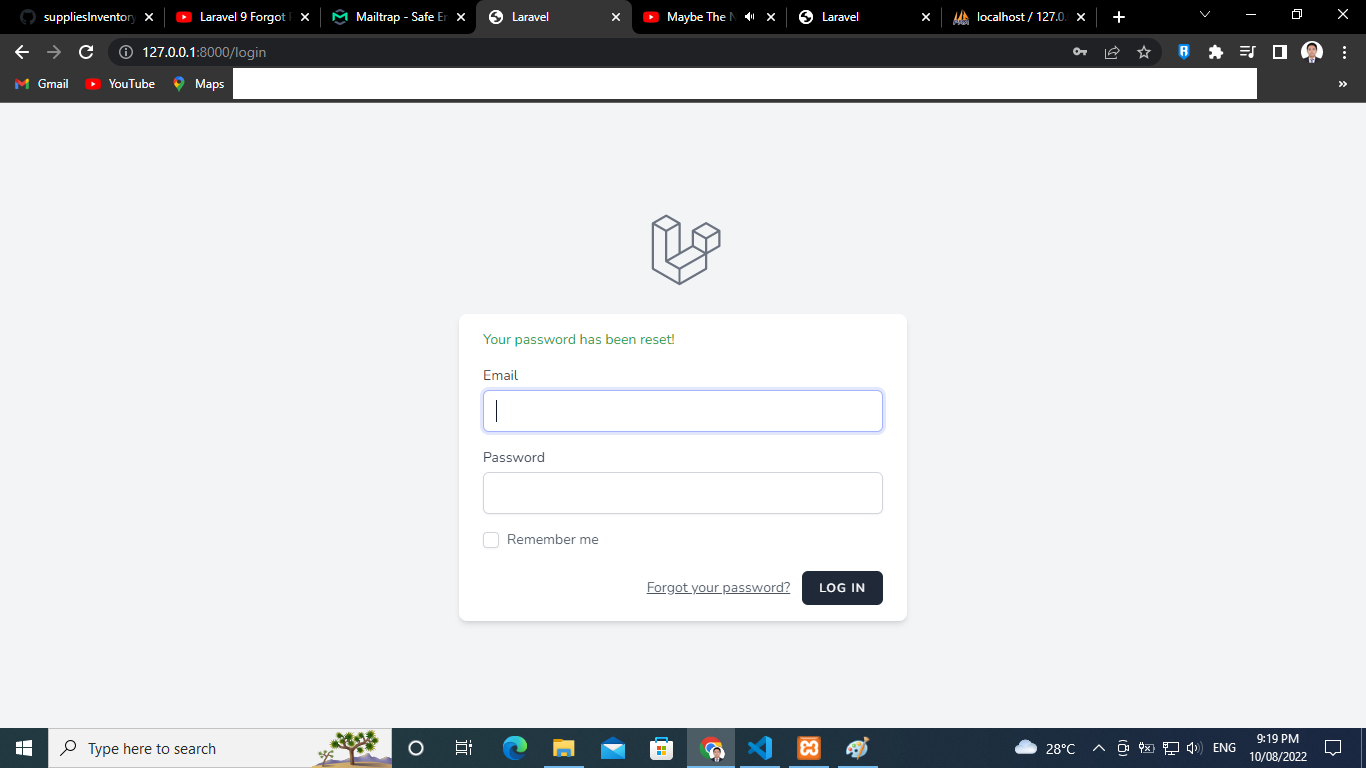 suppliesInventory
Laravel 9 Forgot
Mailtrap - Safe Em
Laravel
Maybe The N
Laravel
localhost / 127.0.
127.0.0.1:8000/login
Gmail
YouTube
Maps
»
Your password has been reset!
Email
Password
Remember me
Forgot your password?
LOG IN
Type here to search
28°C
ENG
9:19 PM
10/08/2022